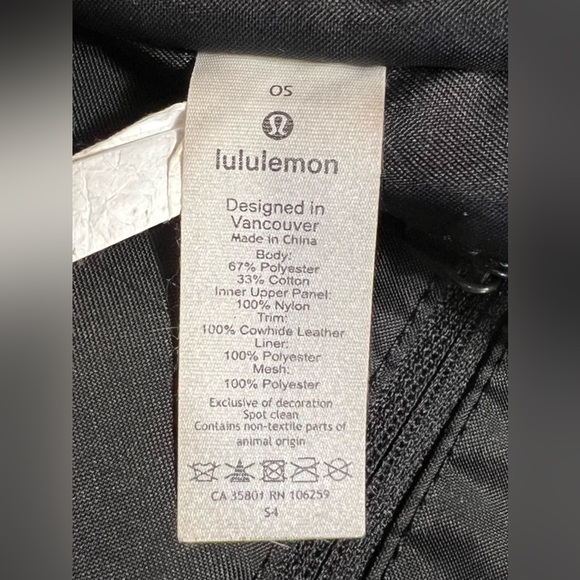 OS
lululemon
Designed in
Vancouver
Made in China
Body:
67% Polyester
33% Cotton
Inner Upper Panel:
100% Nylon
Trim:
100% Cowhide Leather
Liner:
100% Polyester
Mesh:
100% Polyester
Exclusive of decoration
Spot clean
Contains non-textile parts of
animal origin
CA 35801 RN 106259
S4